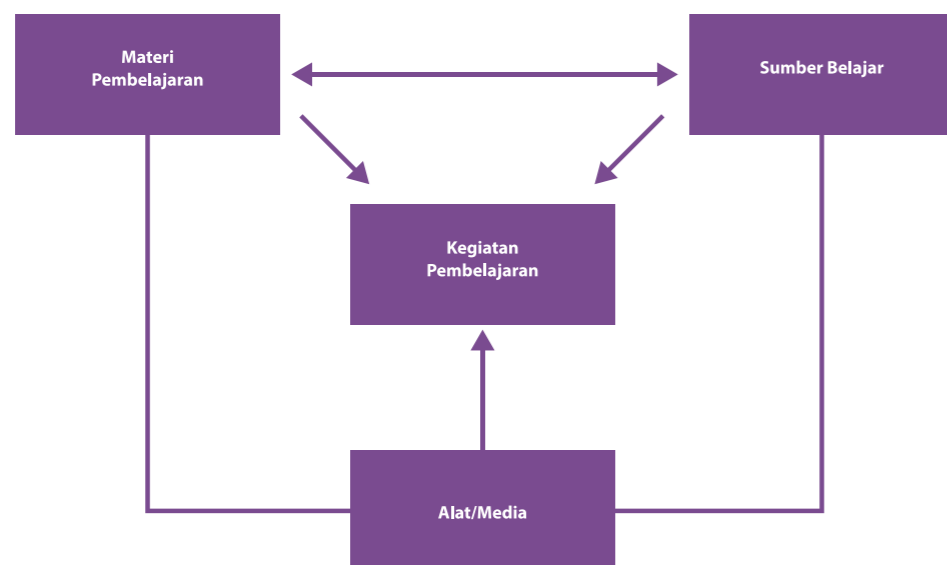 Materi
Pembelajaran
Sumber Belajar
Kegiatan
Pembelajaran
Alat/Media